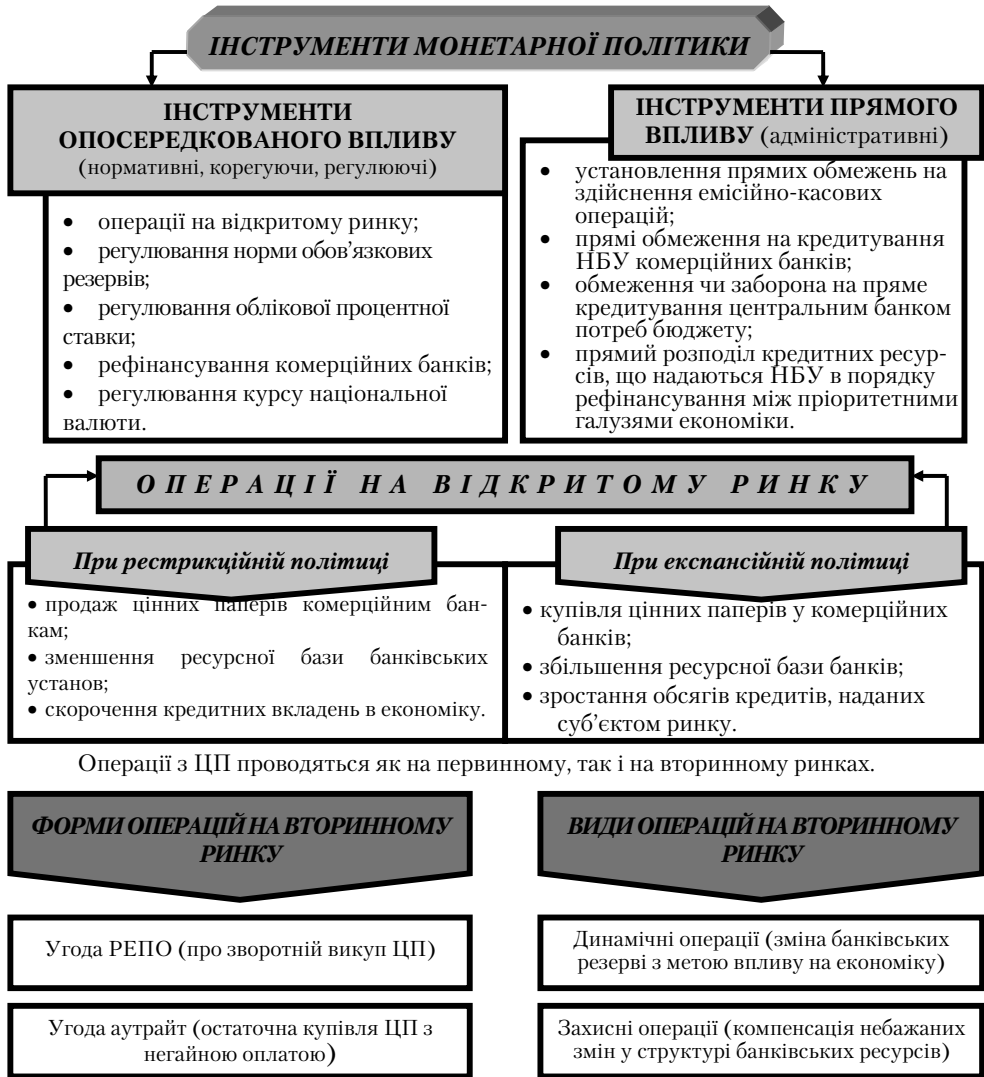 ІНСТРУМЕНТИ МОНЕТАРНОЇ ПОЛІТИКИ
ІНСТРУМЕНТИ
ОПОСЕРЕДКОВАНОГО ВПЛИВУ
(нормативні, корегуючи, регулюючі)
• операції на відкритому ринку;
• регулювання норми обов’язкових
резервів;
• регулювання облікової процентної
ставки;
• рефінансування комерційних банків;
• регулювання курсу національної
валюти.
ІНСТРУМЕНТИ ПРЯМОГО
ВПЛИВУ (адміністративні)
• установлення прямих обмежень на
здійснення емісійно-касових
операцій;
• прямі обмеження на кредитування
НБУ комерційних банків;
• обмеження чи заборона на пряме
кредитування центральним банком
потреб бюджету;
• прямий розподіл кредитних ресур-
сів, що надаються НБУ в порядку
рефінансування між пріоритетними
галузями економіки.
ОПЕРАЦІЇ НА ВІДКРИТОМУ РИНКУ
При рестрикційній політиці
• продаж цінних паперів комерційним бан-
кам;
• зменшення ресурсної бази банківських
установ;
• скорочення кредитних вкладень в економіку.
При експансійній політиці
• купівля цінних паперів у комерційних
банків;
• збільшення ресурсної бази банків;
• зростання обсягів кредитів, наданих
суб’єктом ринку.
Операції з ЦП проводяться як на первинному, так і на вторинному ринках.
ФОРМИ ОПЕРАЦІЙ НА ВТОРИННОМУ
РИНКУ
Угода РЕПО (про зворотній викуп ЦП)
Угода аутрайт (остаточна купівля ЦП з
негайною оплатою)
ВИДИ ОПЕРАЦІЙ НА ВТОРИННОМУ
РИНКУ
Динамічні операції (зміна банківських
резерві з метою впливу на економіку)
Захисні операції (компенсація небажаних
змін у структурі банківських ресурсів)